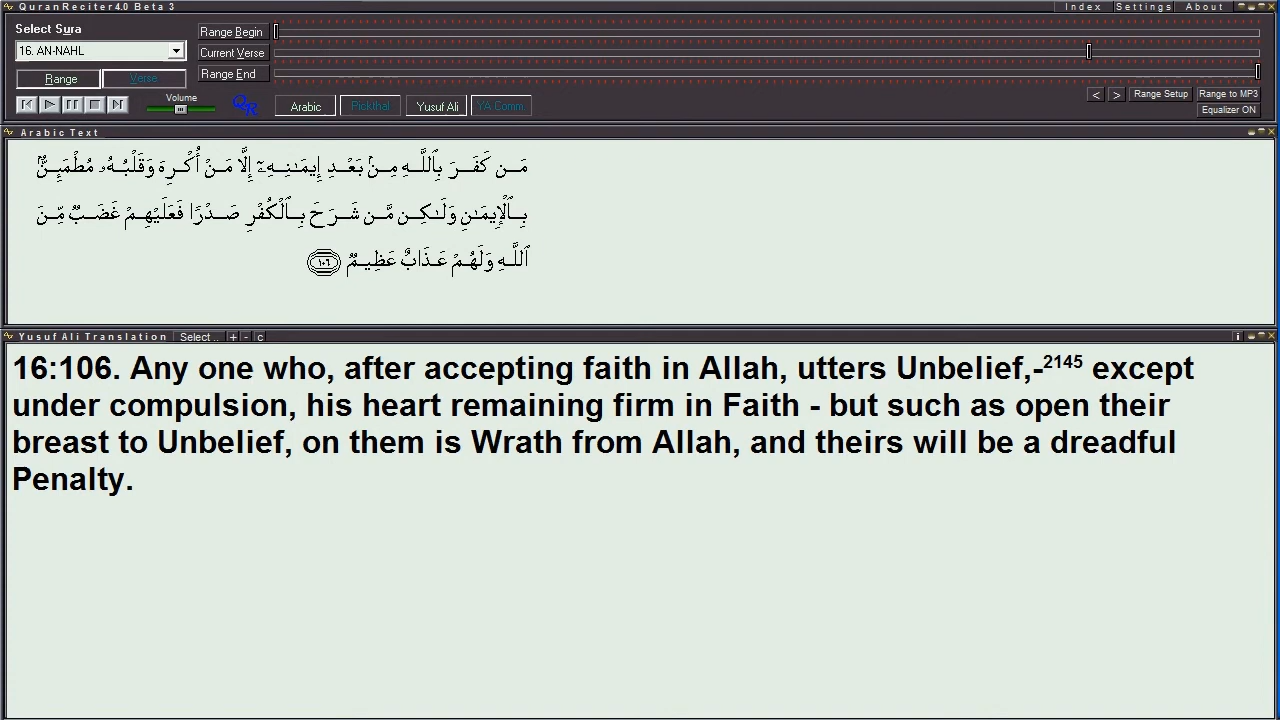 QuranReciter4.0 Beta 3
Index Settings About
Select Sura
16. AN-NAHL
Range Verse
Range Begin
Current Verse
Range End
Volume
QR
Arabic Pickthal Yusuf Ali YA Comm.
< > Range Setup Range to MP3
Equalizer ON
Arabic Text
مَن كَفَرَ بِٱللَّهِ مِنۢ بَعْدِ إِيمَـٰنِهِۦٓ إِلَّا مَنْ أُكْرِهَ وَقَلْبُهُۥ مُطْمَئِنٌّۢ
بِٱلْإِيمَـٰنِ وَلَـٰكِن مَّن شَرَحَ بِٱلْكُفْرِ صَدْرًا فَعَلَيْهِمْ غَضَبٌ مِّنَ
ٱللَّهِ وَلَهُمْ عَذَابٌ عَظِيمٌ ١٠٦
Yusuf Ali Translation Select .. + - c i
16:106. Any one who, after accepting faith in Allah, utters Unbelief,-2145 except
under compulsion, his heart remaining firm in Faith - but such as open their
breast to Unbelief, on them is Wrath from Allah, and theirs will be a dreadful
Penalty.